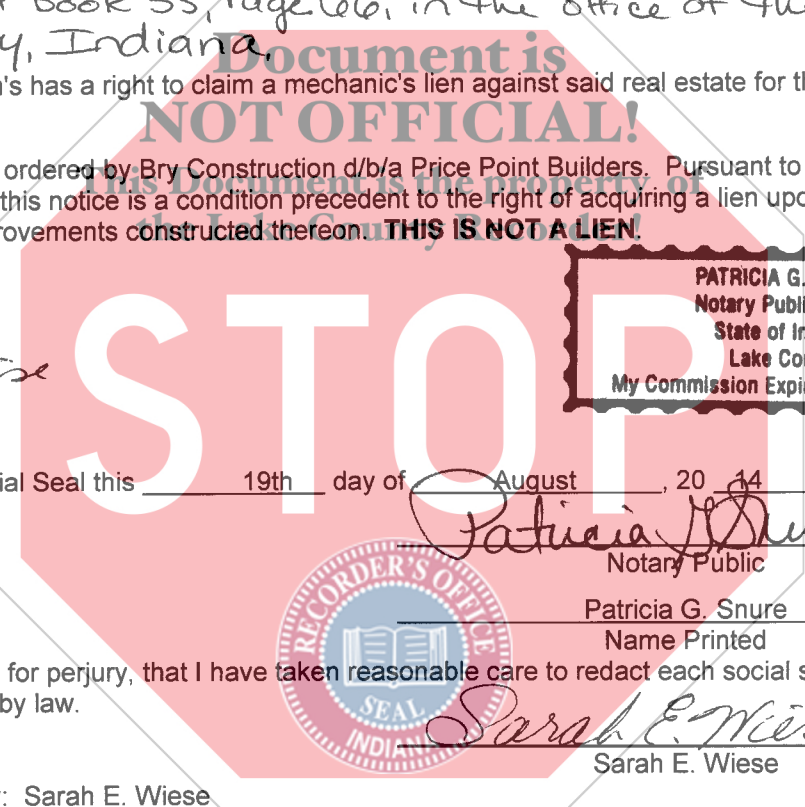 Book 55, Page 66, in the office of the
y, Indiana,
Document is
's has a right to claim a mechanic's lien against said real estate for th
NOT OFFICIAL!
ordered by Bry Construction d/b/a Price Point Builders. Pursuant to
This Document is the property of
this notice is a condition precedent to the right of acquiring a lien upo
the Lake County Recorder!
rovements constructed thereon. THIS IS NOT A LIEN.
PATRICIA G.
Notary Publi
State of In
Lake Cou
My Commission Expi
STOP
ise
ial Seal this 19th day of August, 20 14
Patricia G Snu
Notary Public
Patricia G. Snure
Name Printed
for perjury, that I have taken reasonable care to redact each social s
by law.
RECORDER'S OFFICE
SEAL
INDIANA
Sarah E. Wies
Sarah E. Wiese
: Sarah E. Wiese